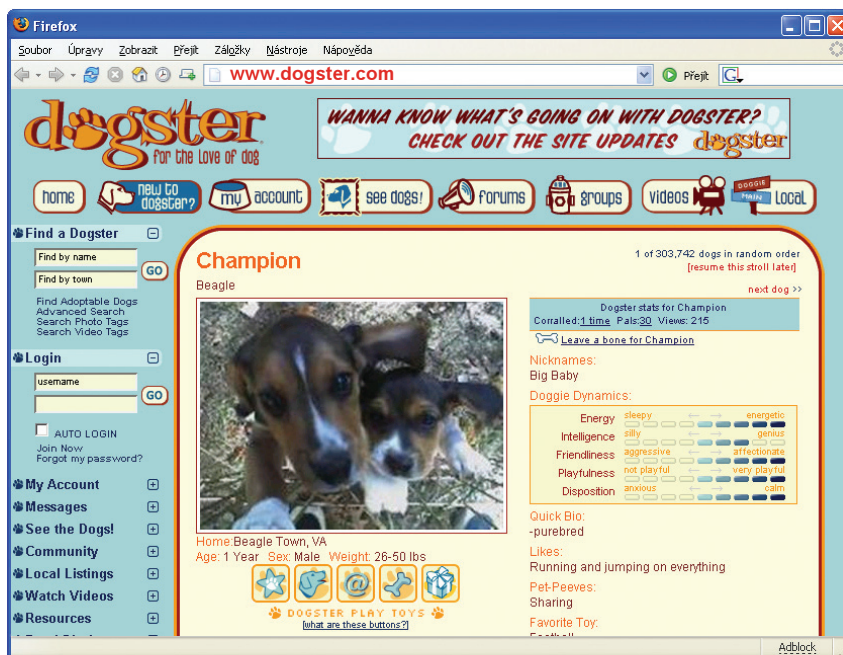 Firefox
Soubor Úpravy Zobrazit Přejít Záložky Nástroje Nápověda
www.dogster.com Přejít G
dogster
for the Love of dog
WANNA KNOW WHAT'S GOING ON WITH DOGSTER?
CHECK OUT THE SITE UPDATES dogster
home new to dogster? my account see dogs! forums groups videos DOGGIE MAIN LOCAL
Find a Dogster
Find by name
GO
Find by town
Find Adoptable Dogs
Advanced Search
Search Photo Tags
Search Video Tags
Login
username
GO
AUTO LOGIN
Join Now
Forgot my password?
My Account
Messages
See the Dogs!
Community
Local Listings
Watch Videos
Resources
Champion
Beagle
1 of 303,742 dogs in random order
[resume this stroll later]
next dog >>
Home:Beagle Town, VA
Age: 1 Year Sex: Male Weight: 26-50 lbs
@
DOGSTER PLAY TOYS
[what are these buttons?]
Dogster stats for Champion
Corralled:1 time Pals:30 Views: 215
Leave a bone for Champion
Nicknames:
Big Baby
Doggie Dynamics:
Energy sleepy ← → energetic
Intelligence silly ← → genius
Friendliness aggressive ← → affectionate
Playfulness not playful ← → very playful
Disposition anxious ← → calm
Quick Bio:
-purebred
Likes:
Running and jumping on everything
Pet-Peeves:
Sharing
Favorite Toy:
Football
Adblock